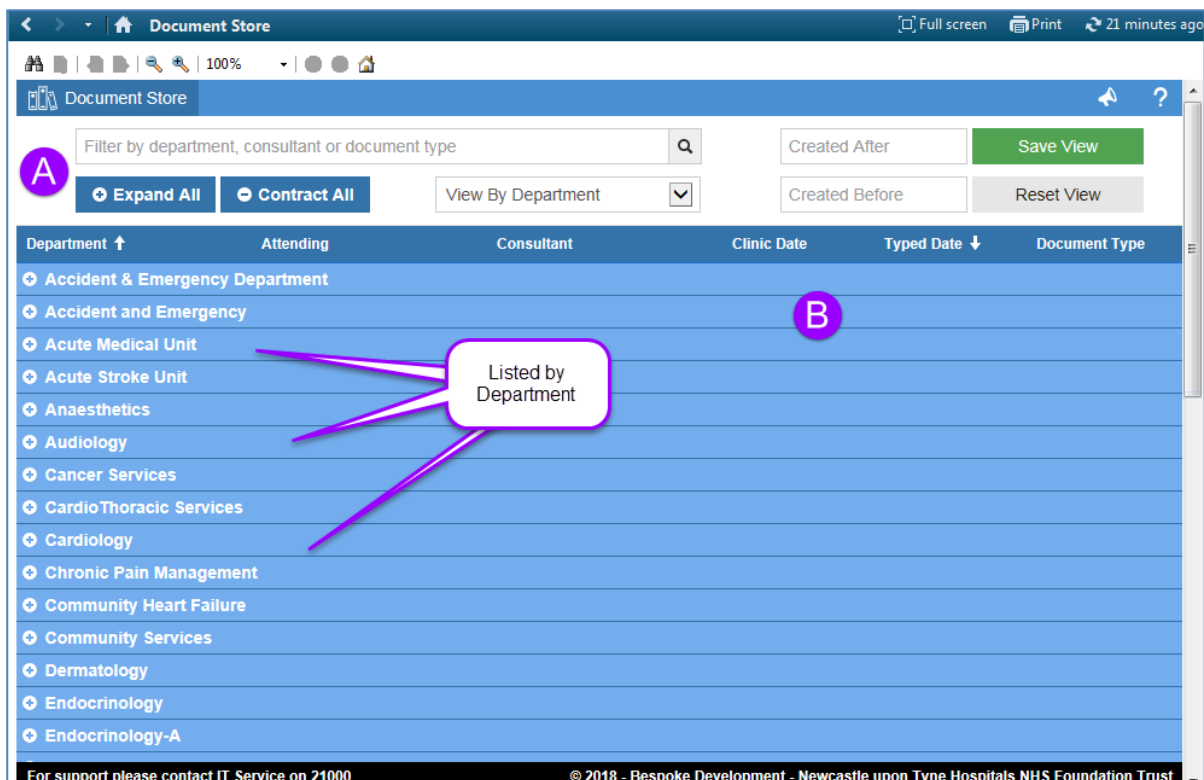 Document Store Full screen Print 21 minutes ago
100%
Document Store ?
Filter by department, consultant or document type Created After Save View
A
Expand All Contract All View By Department Created Before Reset View
Department Attending Consultant Clinic Date Typed Date Document Type
Accident & Emergency Department
Accident and Emergency
B
Acute Medical Unit
Listed by
Department
Acute Stroke Unit
Anaesthetics
Audiology
Cancer Services
CardioThoracic Services
Cardiology
Chronic Pain Management
Community Heart Failure
Community Services
Dermatology
Endocrinology
Endocrinology-A
For support please contact IT Service on 21000 © 2018 - Bespoke Development - Newcastle upon Tyne Hospitals NHS Foundation Trust